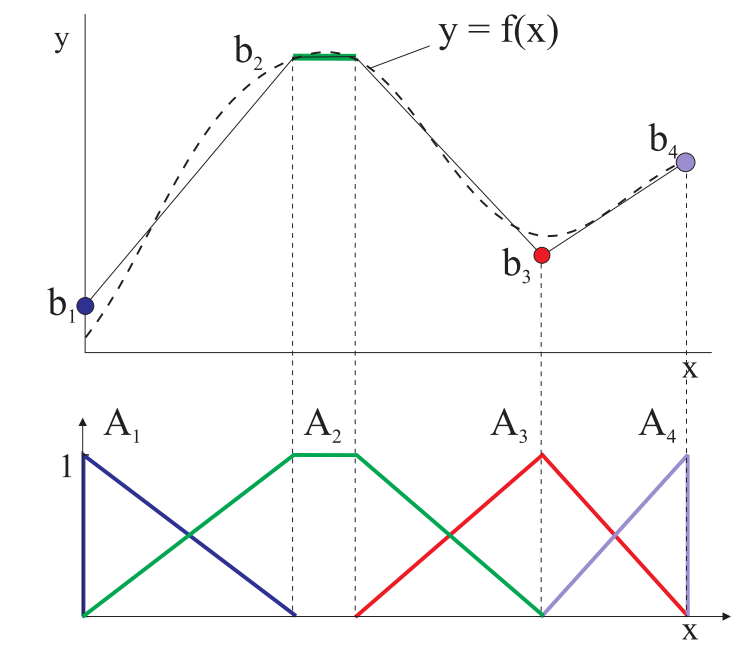 y
y = f(x)
b₂
b₄
b₃
b₁
x
A₁
A₂
A₃
A₄
1
x